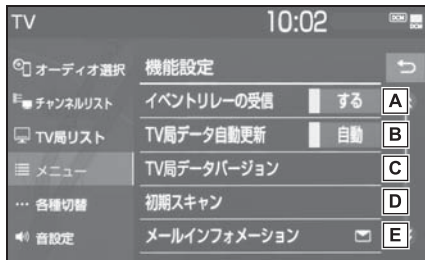 TV 10:02 DCM
オーディオ選択
チャンネルリスト
TV局リスト
メニュー
各種切替
音設定
機能設定
イベントリレーの受信 する A
TV局データ自動更新 自動 B
TV局データバージョン C
初期スキャン D
メールインフォメーション E